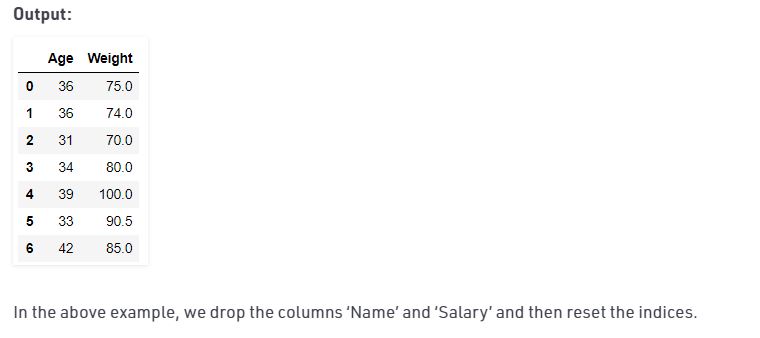 Output:
Age Weight
0 36 75.0
1 36 74.0
2 31 70.0
3 34 80.0
4 39 100.0
5 33 90.5
6 42 85.0
In the above example, we drop the columns ‘Name’ and ‘Salary’ and then reset the indices.